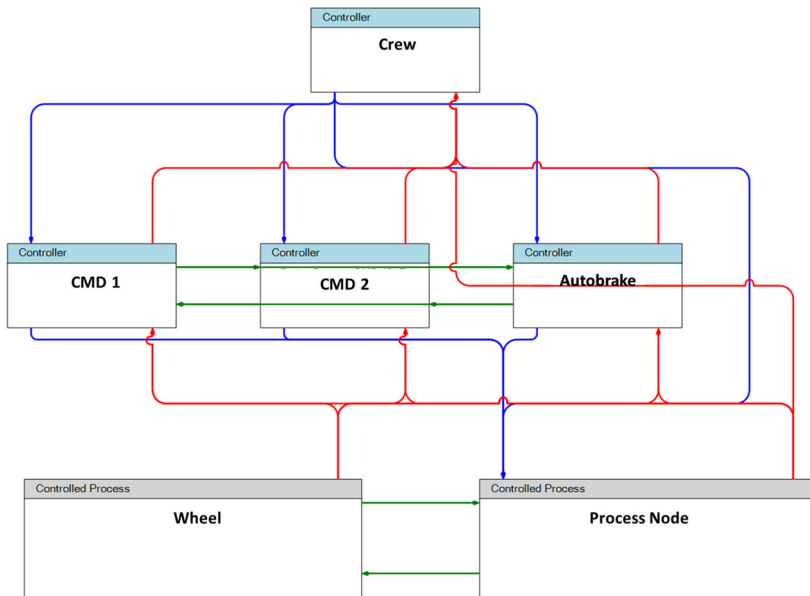 Controller
Crew
Controller
CMD 1
Controller
CMD 2
Controller
Autobrake
Controlled Process
Wheel
Controlled Process
Process Node